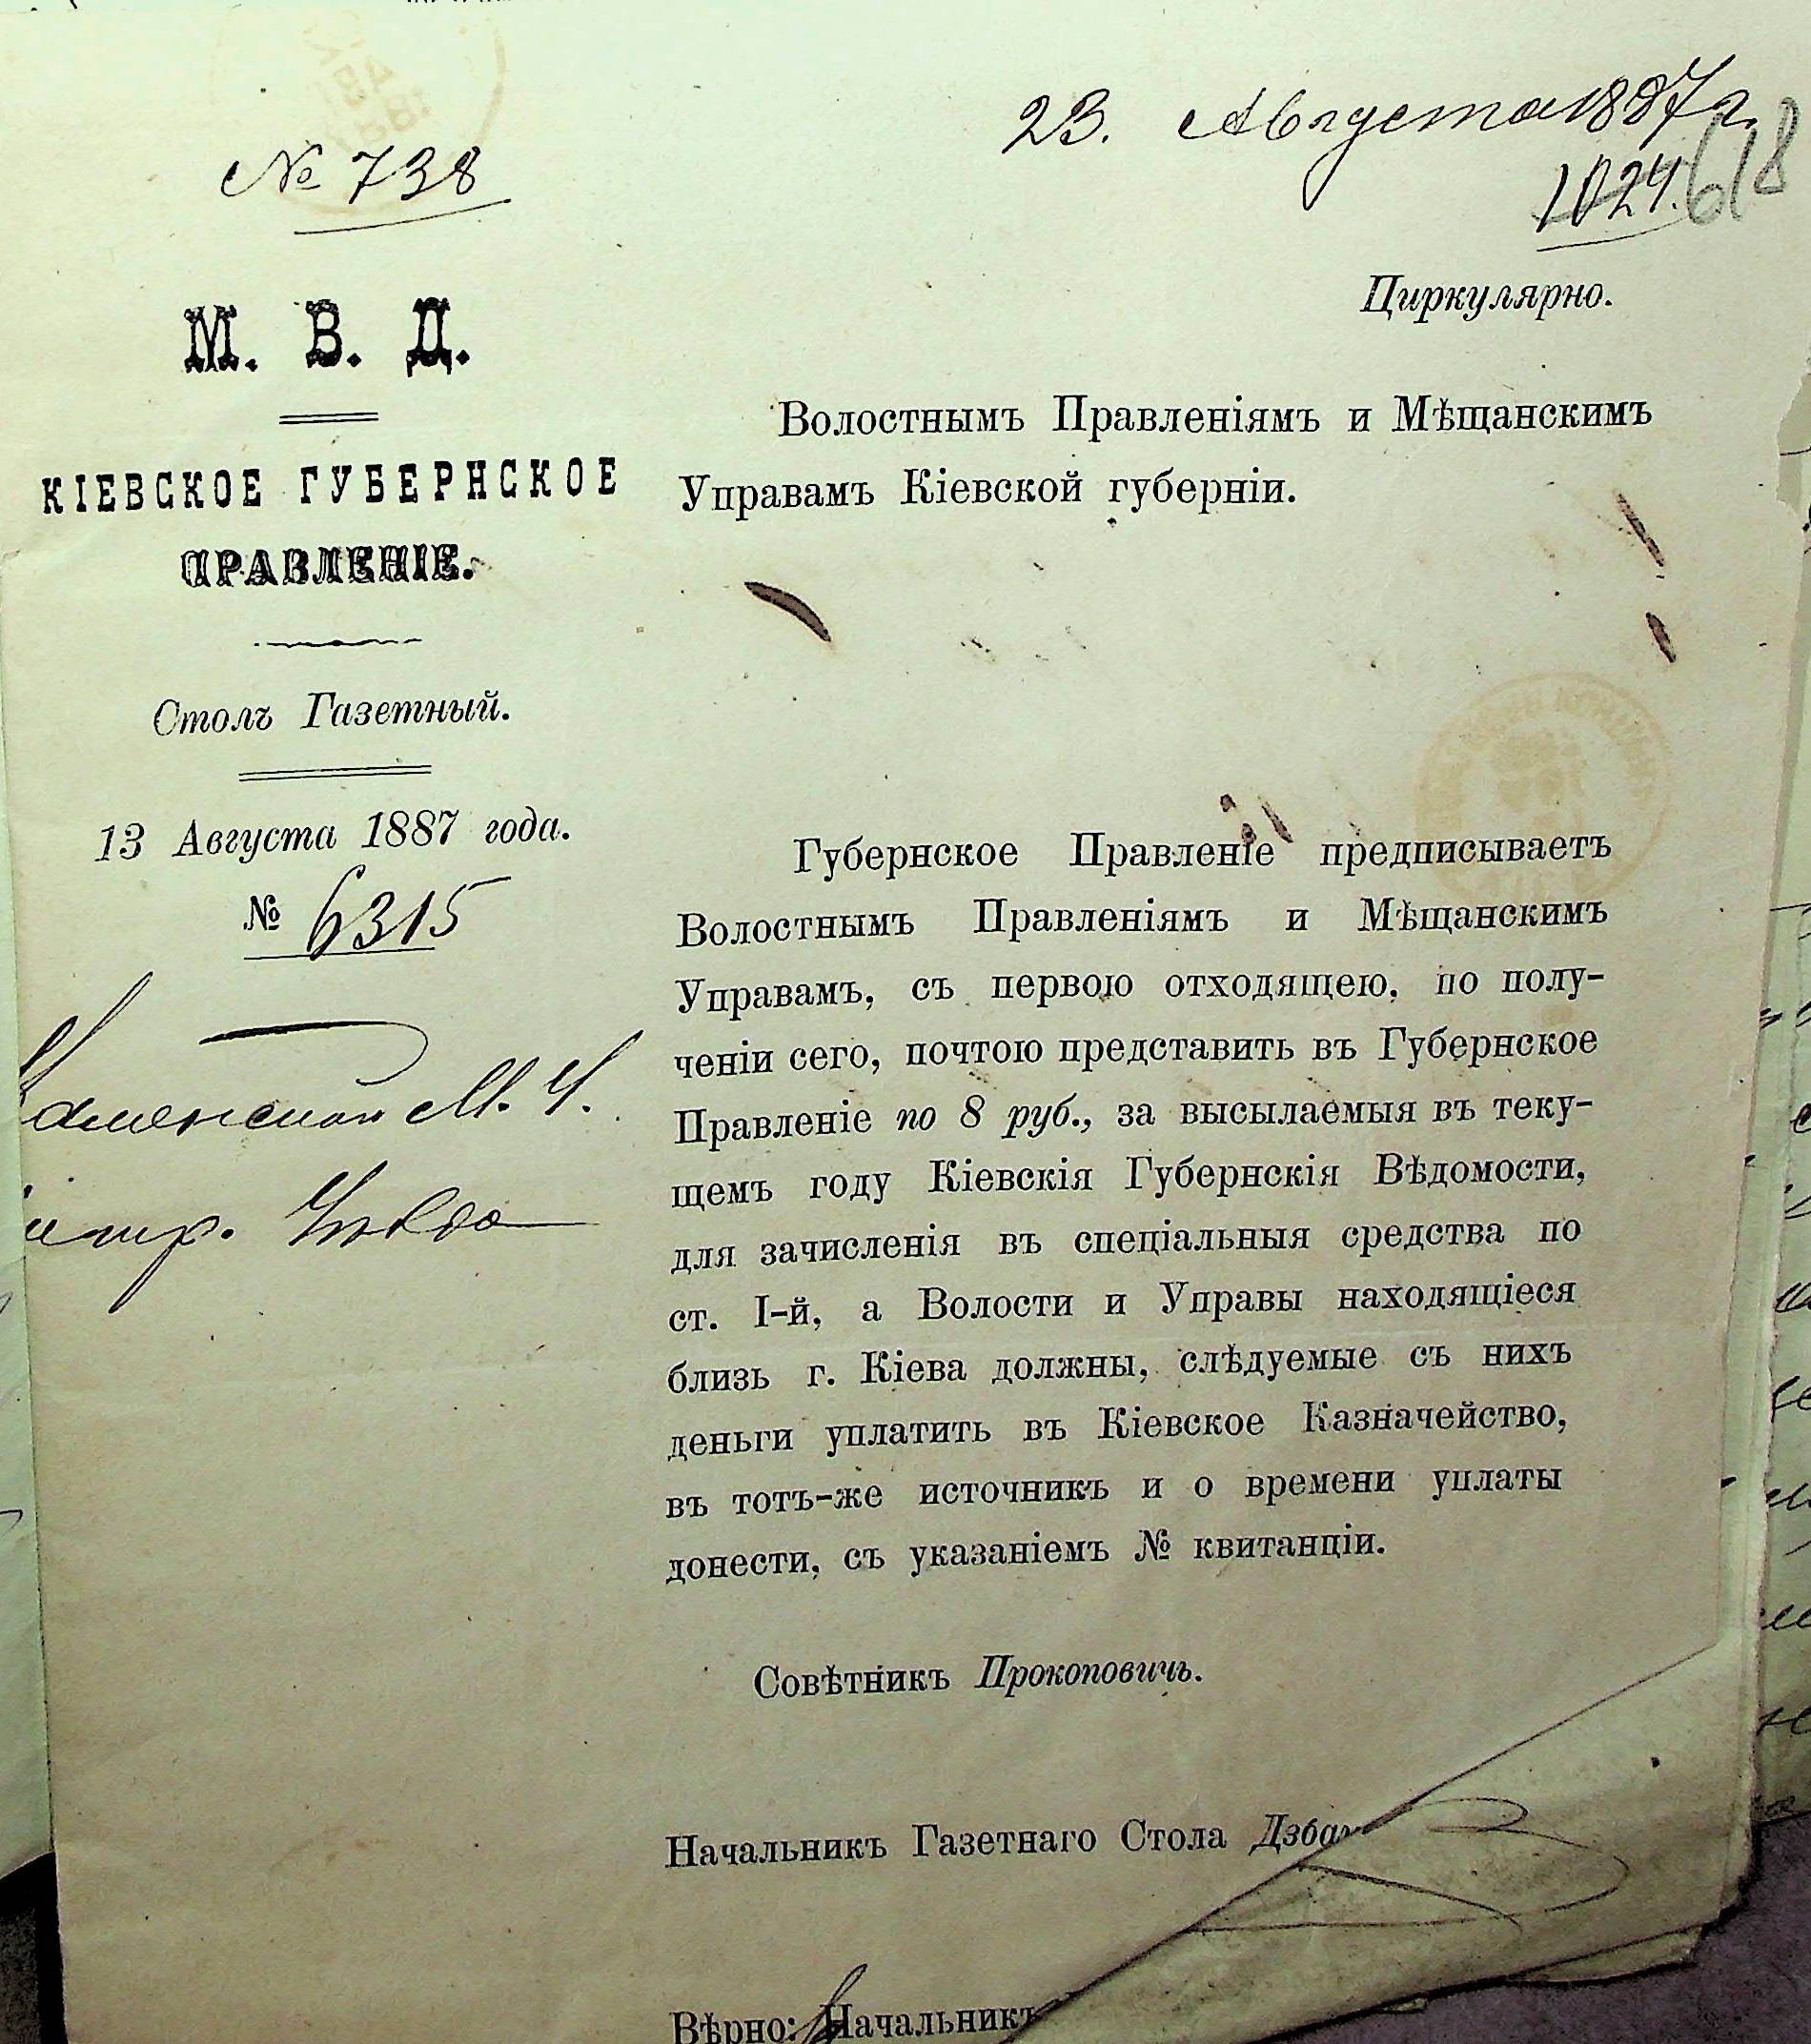 № 738
М. В. Д.
КІЕВСКОЕ ГУБЕРНСКОЕ
ПРАВЛЕНІЕ.
Столъ Газетный.
13 Августа 1887 года.
№ 6315
23. Августа 1887 г.
1024. 618
Циркулярно.
Волостнымъ Правленіямъ и Мѣщанскимъ
Управамъ Кіевской губерніи.
Губернское Правленіе предписываетъ
Волостнымъ Правленіямъ и Мѣщанскимъ
Управамъ, съ первою отходящею, по полу-
ченіи сего, почтою представить въ Губернское
Правленіе по 8 руб., за высылаемыя въ теку-
щемъ году Кіевскія Губернскія Вѣдомости,
для зачисленія въ спеціальныя средства по
ст. I-й, а Волости и Управы находящіеся
близь г. Кіева должны, слѣдуемые съ нихъ
деньги уплатить въ Кіевское Казначейство,
въ тотъ-же источникъ и о времени уплаты
донести, съ указаніемъ № квитанціи.
Совѣтникъ Прокоповичъ.
Начальникъ Газетнаго Стола
Вѣрно: Начальникъ